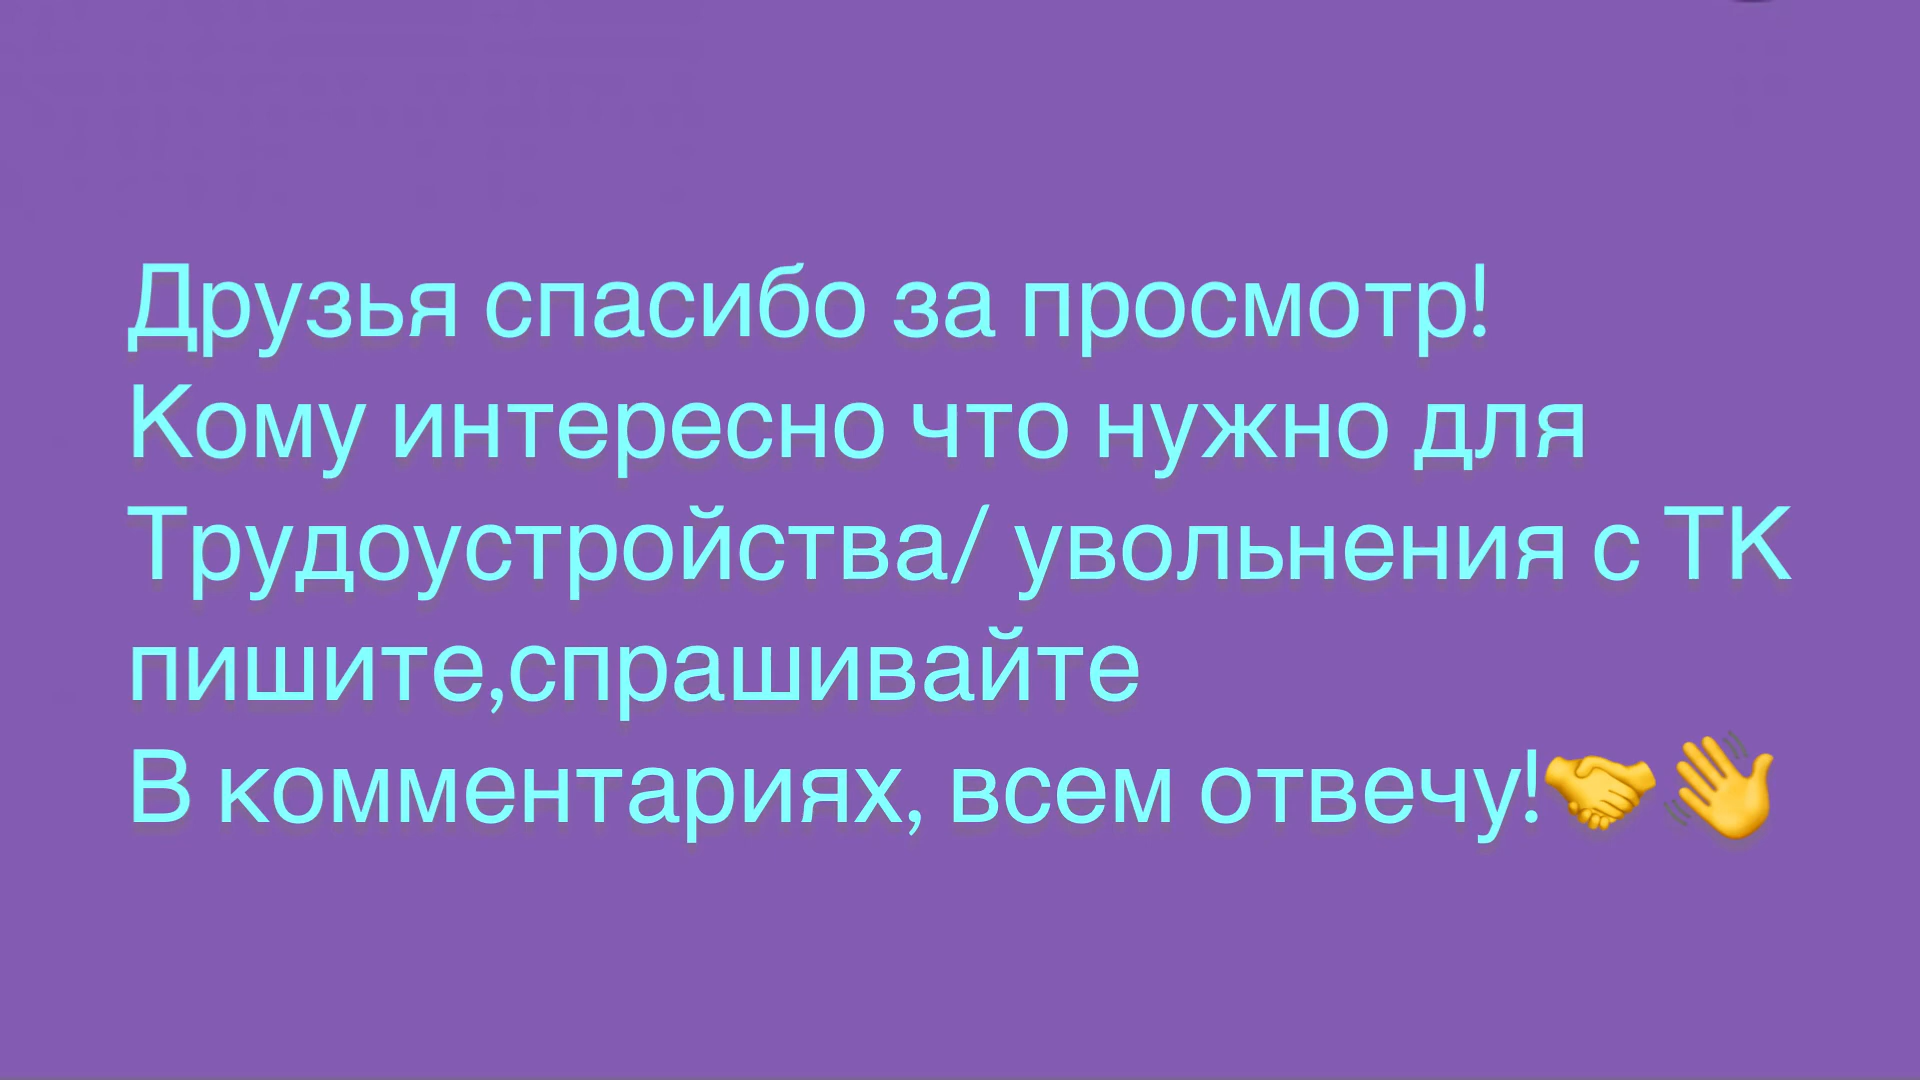 Друзья спасибо за просмотр!
Кому интересно что нужно для
Трудоустройства/ увольнения с ТК
пишите,спрашивайте
В комментариях, всем отвечу!🤝👋